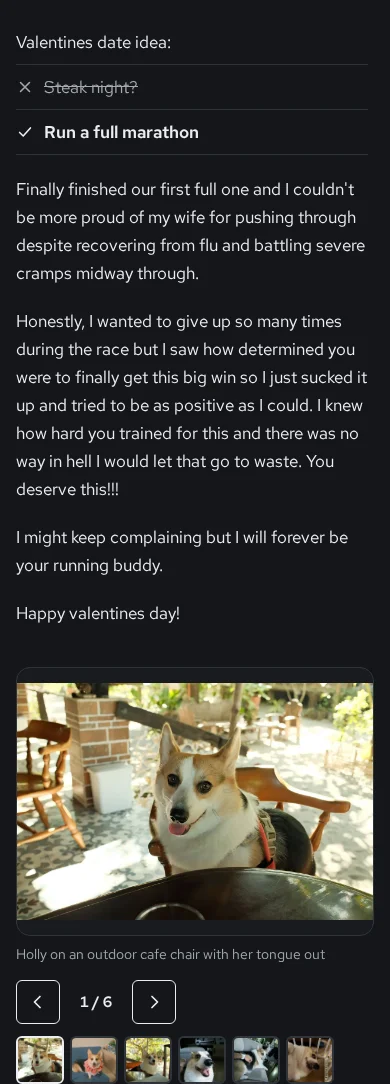 Valentines date idea:
Steak night?
Run a full marathon
Finally finished our first full one and I couldn't
be more proud of my wife for pushing through
despite recovering from flu and battling severe
cramps midway through.
Honestly, I wanted to give up so many times
during the race but I saw how determined you
were to finally get this big win so I just sucked it
up and tried to be as positive as I could. I knew
how hard you trained for this and there was no
way in hell I would let that go to waste. You
deserve this!!!
I might keep complaining but I will forever be
your running buddy.
Happy valentines day!
Holly on an outdoor cafe chair with her tongue out
1 / 6